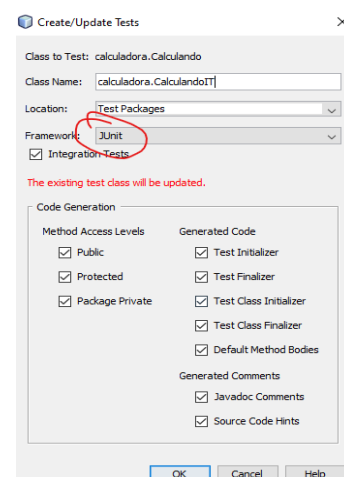 Create/Update Tests
Class to Test: calculadora.Calculando
Class Name: calculadora.CalculandoIT
Location: Test Packages
Framework: JUnit
Integration Tests
The existing test class will be updated.
Code Generation
Method Access Levels Generated Code
Public Test Initializer
Protected Test Finalizer
Package Private Test Class Initializer
Test Class Finalizer
Default Method Bodies
Generated Comments
Javadoc Comments
Source Code Hints
OK Cancel Help